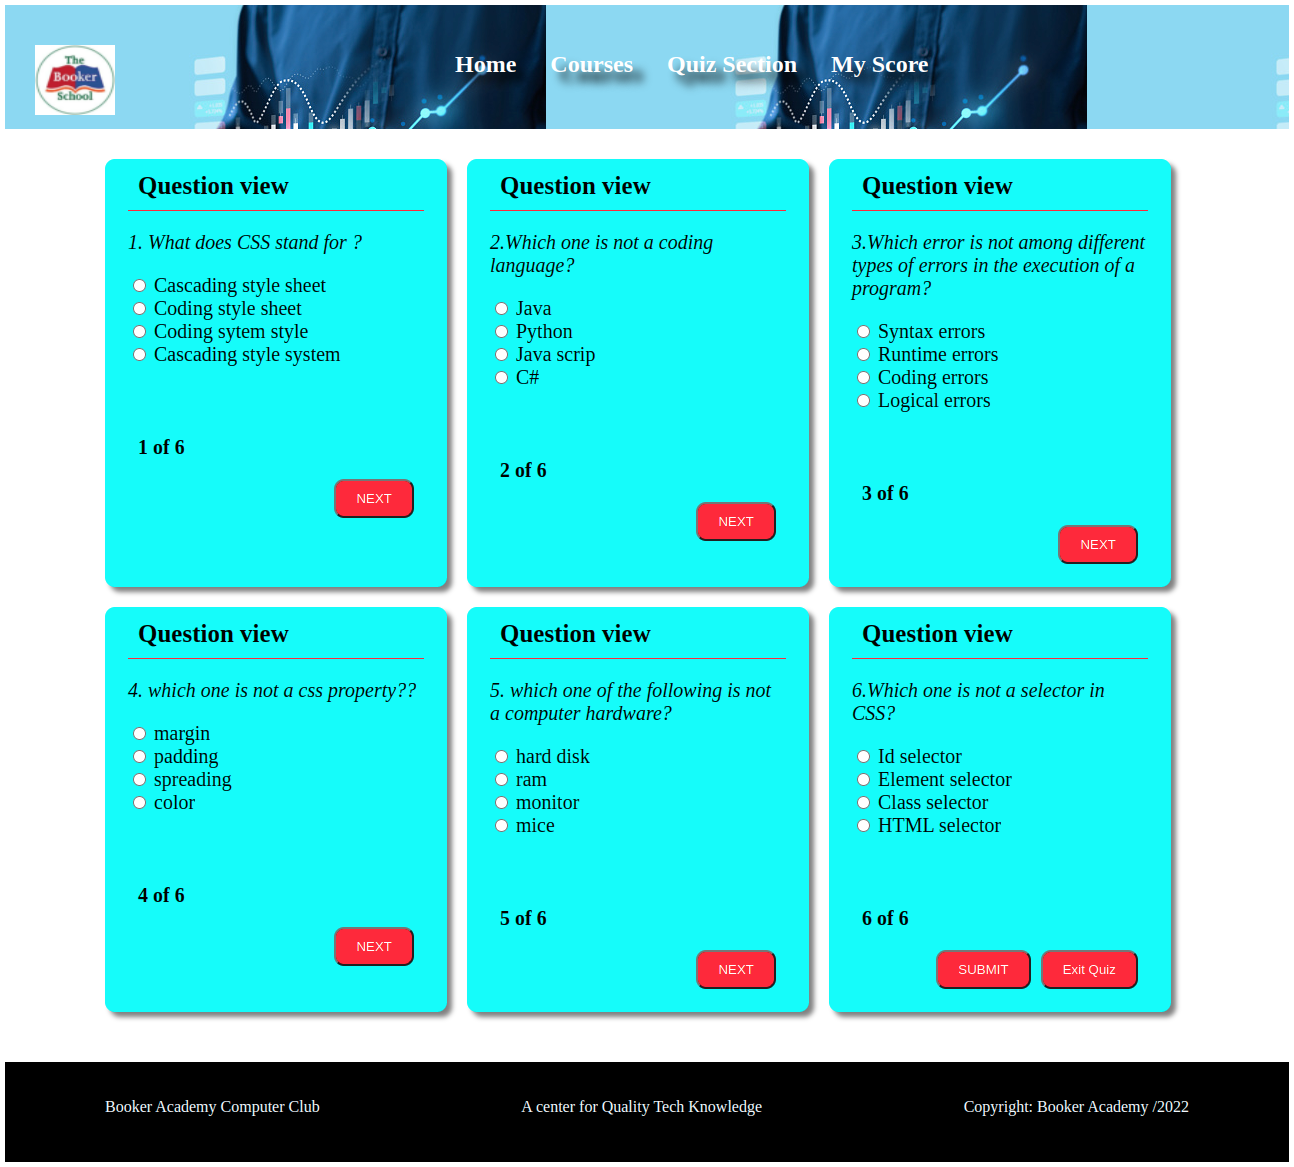 The
Booker
School
Home Courses Quiz Section My Score
Question view
1. What does CSS stand for ?
Cascading style sheet
Coding style sheet
Coding sytem style
Cascading style system
1 of 6
NEXT
Question view
2.Which one is not a coding
language?
Java
Python
Java scrip
C#
2 of 6
NEXT
Question view
3.Which error is not among different
types of errors in the execution of a
program?
Syntax errors
Runtime errors
Coding errors
Logical errors
3 of 6
NEXT
Question view
4. which one is not a css property??
margin
padding
spreading
color
4 of 6
NEXT
Question view
5. which one of the following is not
a computer hardware?
hard disk
ram
monitor
mice
5 of 6
NEXT
Question view
6.Which one is not a selector in
CSS?
Id selector
Element selector
Class selector
HTML selector
6 of 6
SUBMIT Exit Quiz
Booker Academy Computer Club A center for Quality Tech Knowledge Copyright: Booker Academy /2022